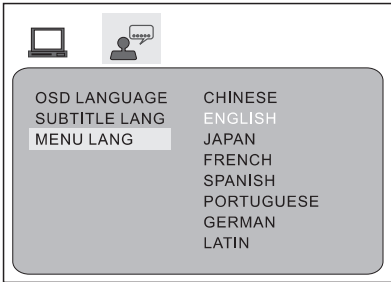 OSD LANGUAGE
SUBTITLE LANG
MENU LANG
CHINESE
ENGLISH
JAPAN
FRENCH
SPANISH
PORTUGUESE
GERMAN
LATIN